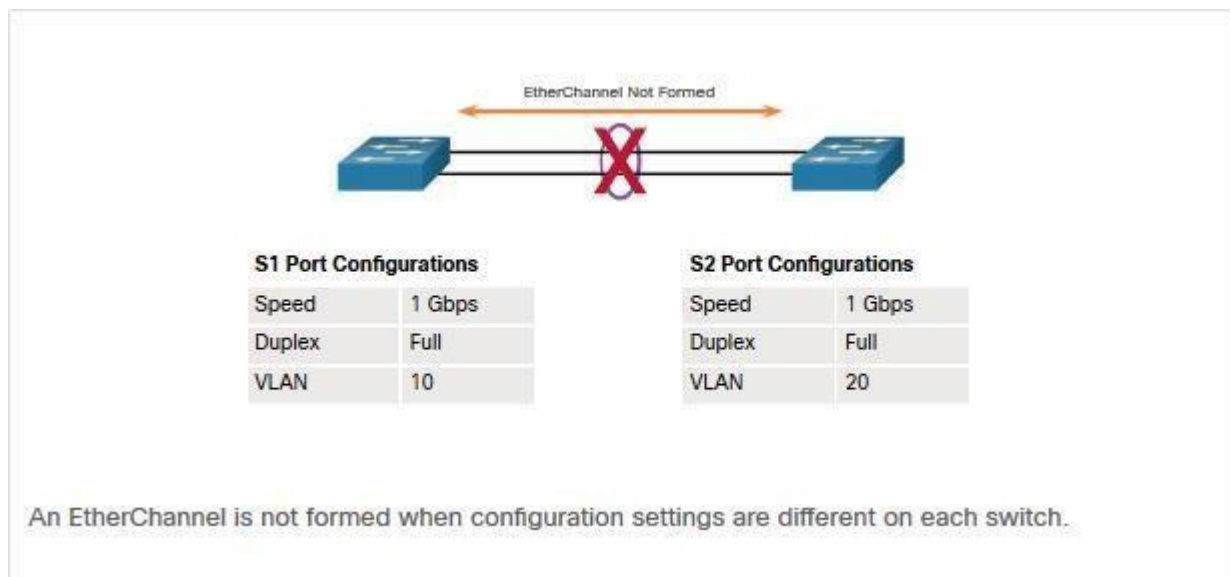 EtherChannel Not Formed
S1 Port Configurations
Speed 1 Gbps
Duplex Full
VLAN 10
S2 Port Configurations
Speed 1 Gbps
Duplex Full
VLAN 20
An EtherChannel is not formed when configuration settings are different on each switch.